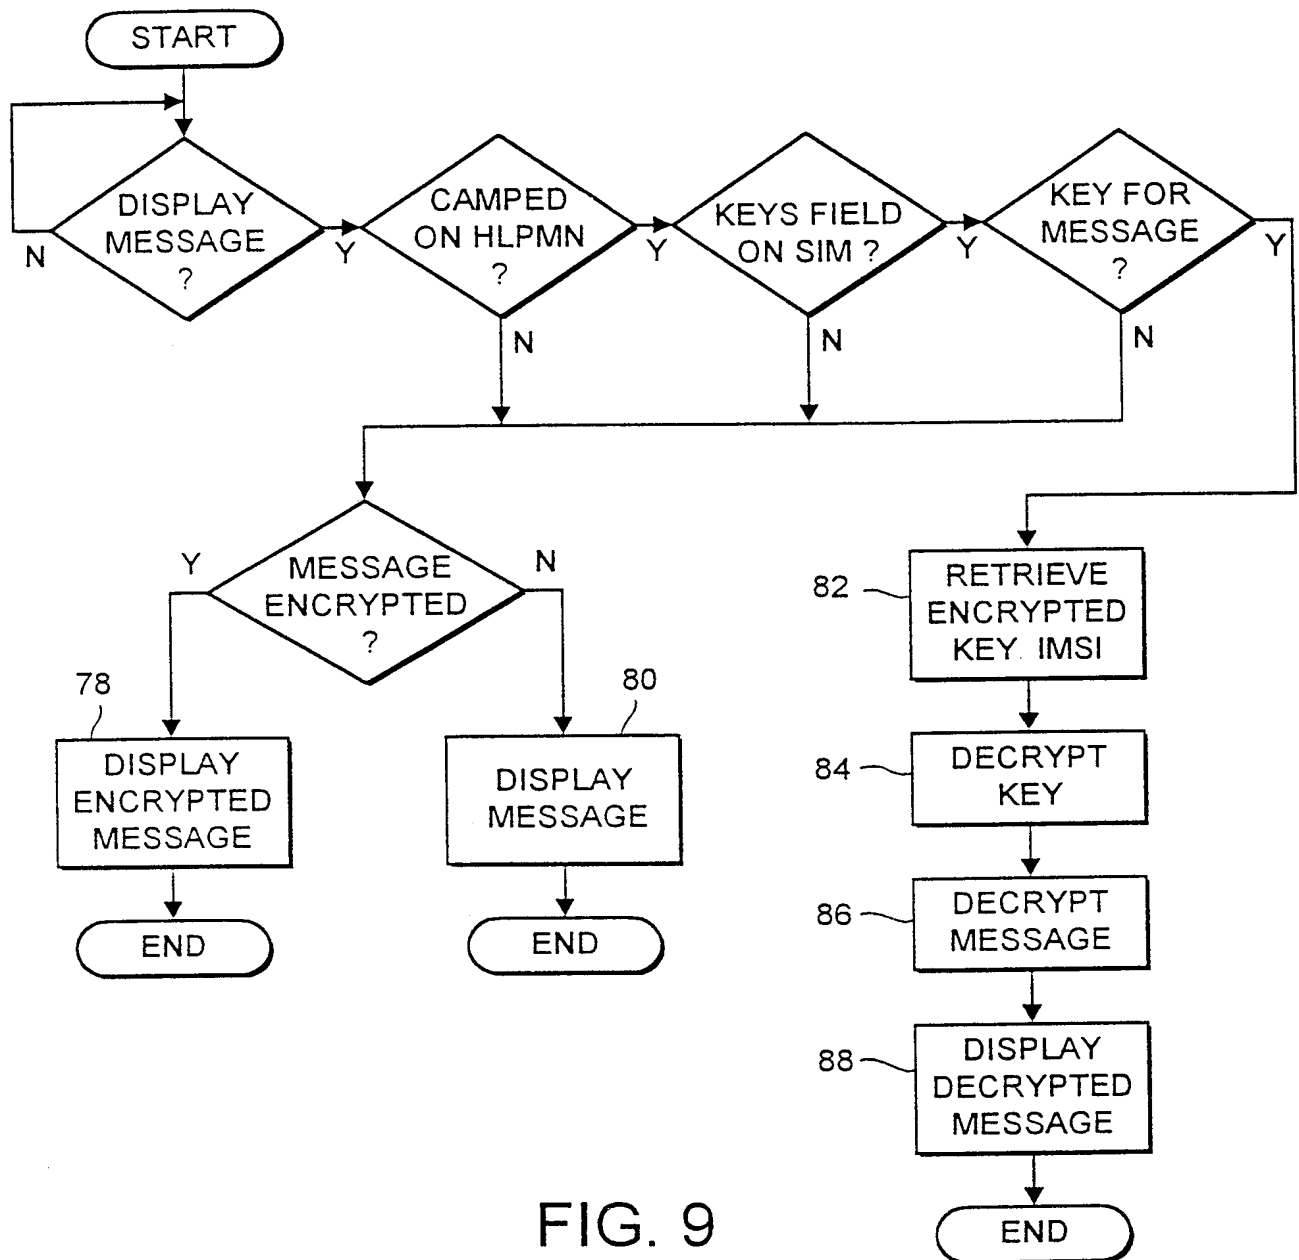 START
DISPLAY
MESSAGE
?
N
Y
CAMPED
ON HLPMN
?
Y
N
KEYS FIELD
ON SIM ?
Y
N
KEY FOR
MESSAGE
?
Y
N
MESSAGE
ENCRYPTED
?
Y
N
78
DISPLAY
ENCRYPTED
MESSAGE
END
80
DISPLAY
MESSAGE
END
82
RETRIEVE
ENCRYPTED
KEY. IMSI
84
DECRYPT
KEY
86
DECRYPT
MESSAGE
88
DISPLAY
DECRYPTED
MESSAGE
END
FIG. 9